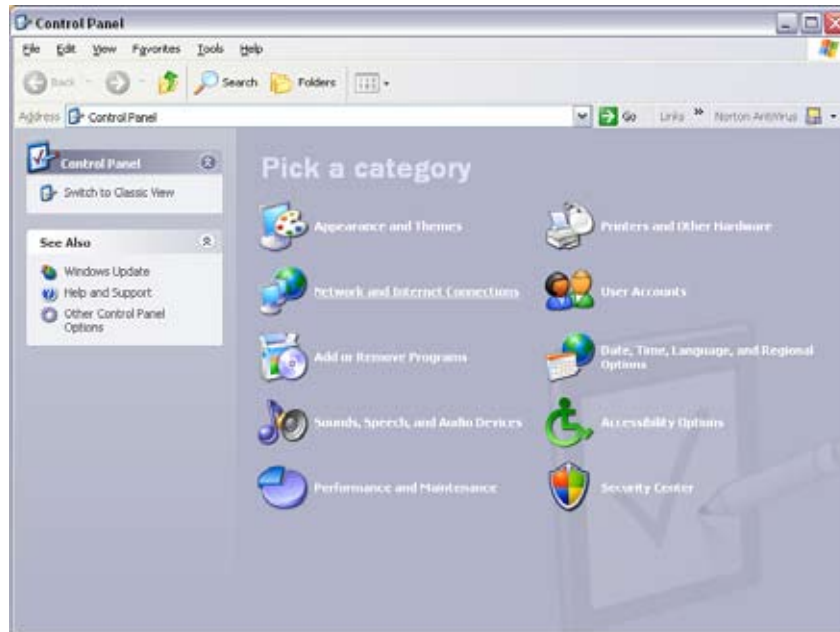 Control Panel
File Edit View Favorites Tools Help
Back Search Folders
Address Control Panel Go Links » Norton AntiVirus
Control Panel
Switch to Classic View
See Also
Windows Update
Help and Support
Other Control Panel
Options
Pick a category
Appearance and Themes
Printers and Other Hardware
Network and Internet Connections
User Accounts
Add or Remove Programs
Date, Time, Language, and Regional
Options
Sounds, Speech, and Audio Devices
Accessibility Options
Performance and Maintenance
Security Center